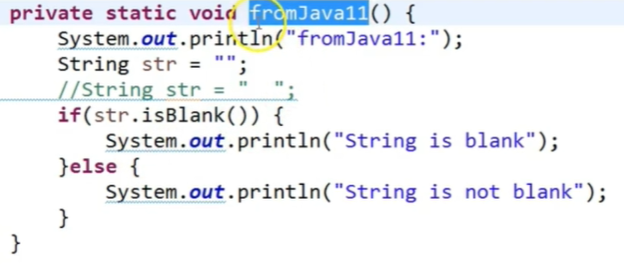 private static void fromJava11() {
System.out.println("fromJava11:");
String str = "";
//String str = "  ";
if(str.isBlank()) {
System.out.println("String is blank");
}else {
System.out.println("String is not blank");
}
}